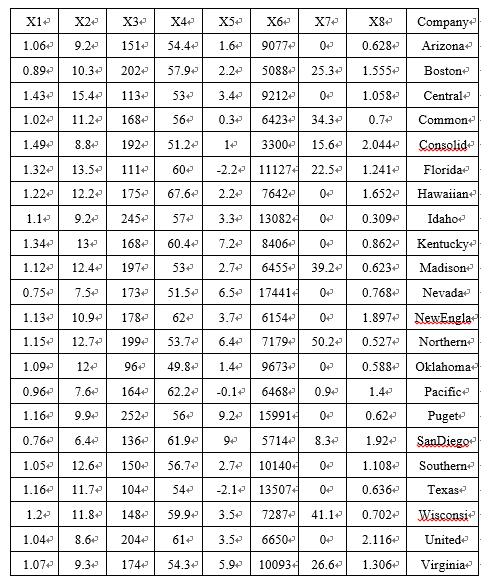 X1 X2 X3 X4 X5 X6 X7 X8 Company
1.06 9.2 151 54.4 1.6 9077 0 0.628 Arizona
0.89 10.3 202 57.9 2.2 5088 25.3 1.555 Boston
1.43 15.4 113 53 3.4 9212 0 1.058 Central
1.02 11.2 168 56 0.3 6423 34.3 0.7 Common
1.49 8.8 192 51.2 1 3300 15.6 2.044 Consolid
1.32 13.5 111 60 -2.2 11127 22.5 1.241 Florida
1.22 12.2 175 67.6 2.2 7642 0 1.652 Hawaiian
1.1 9.2 245 57 3.3 13082 0 0.309 Idaho
1.34 13 168 60.4 7.2 8406 0 0.862 Kentucky
1.12 12.4 197 53 2.7 6455 39.2 0.623 Madison
0.75 7.5 173 51.5 6.5 17441 0 0.768 Nevada
1.13 10.9 178 62 3.7 6154 0 1.897 NewEngla
1.15 12.7 199 53.7 6.4 7179 50.2 0.527 Northern
1.09 12 96 49.8 1.4 9673 0 0.588 Oklahoma
0.96 7.6 164 62.2 -0.1 6468 0.9 1.4 Pacific
1.16 9.9 252 56 9.2 15991 0 0.62 Puget
0.76 6.4 136 61.9 9 5714 8.3 1.92 SanDiego
1.05 12.6 150 56.7 2.7 10140 0 1.108 Southern
1.16 11.7 104 54 -2.1 13507 0 0.636 Texas
1.2 11.8 148 59.9 3.5 7287 41.1 0.702 Wisconsi
1.04 8.6 204 61 3.5 6650 0 2.116 United
1.07 9.3 174 54.3 5.9 10093 26.6 1.306 Virginia